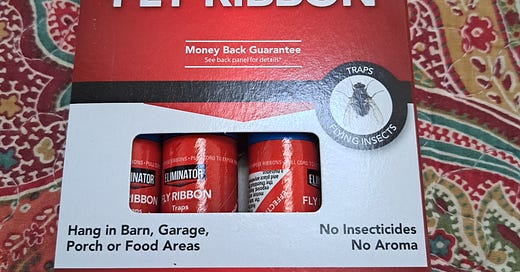 FLY RIBBON
Money Back Guarantee
See back panel for details*
TRAPS
FLYING INSECTS
ELIMINATOR
FLY RIBBON
Traps
Hang in Barn, Garage,
Porch or Food Areas
No Insecticides
No Aroma